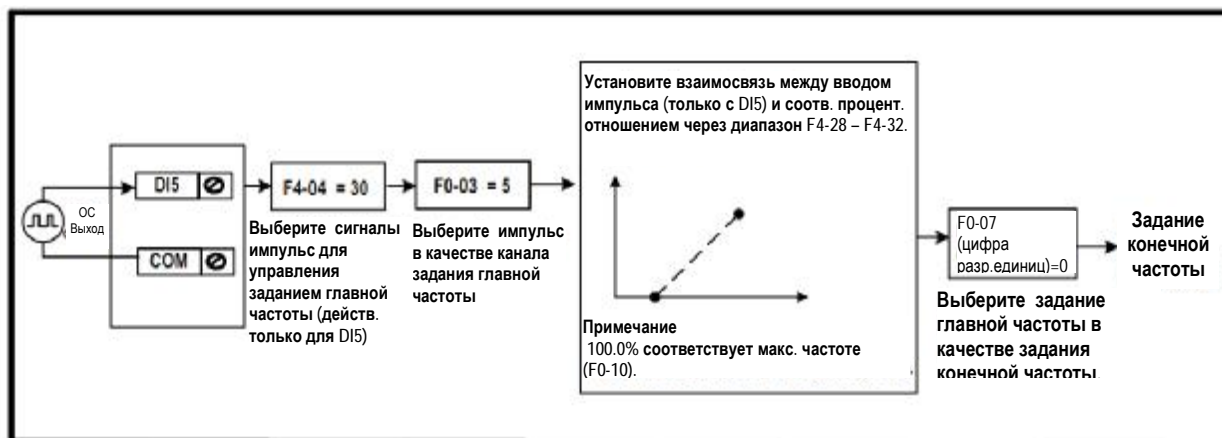 Установите взаимосвязь между вводом
импульса (только с DI5) и соотв. процент.
отношением через диапазон F4-28 – F4-32.
ОС
Выход
DI5
COM
F4-04 = 30
Выберите сигналы
импульс для
управления
заданием главной
частоты (действ.
только для DI5)
F0-03 = 5
Выберите импульс
в качестве канала
задания главной
частоты
Примечание
100.0% соответствует макс. частоте
(F0-10).
F0-07
(цифра
разр.единиц)=0
Выберите задание
главной частоты в
качестве задания
конечной частоты.
Задание
конечной
частоты